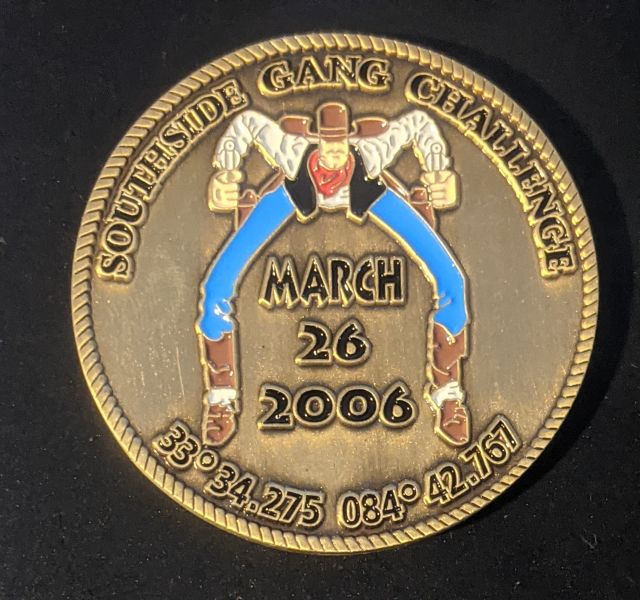 SOUTHSIDE GANG CHALLENGE
MARCH
26
2006
33° 34.275 084° 42.767